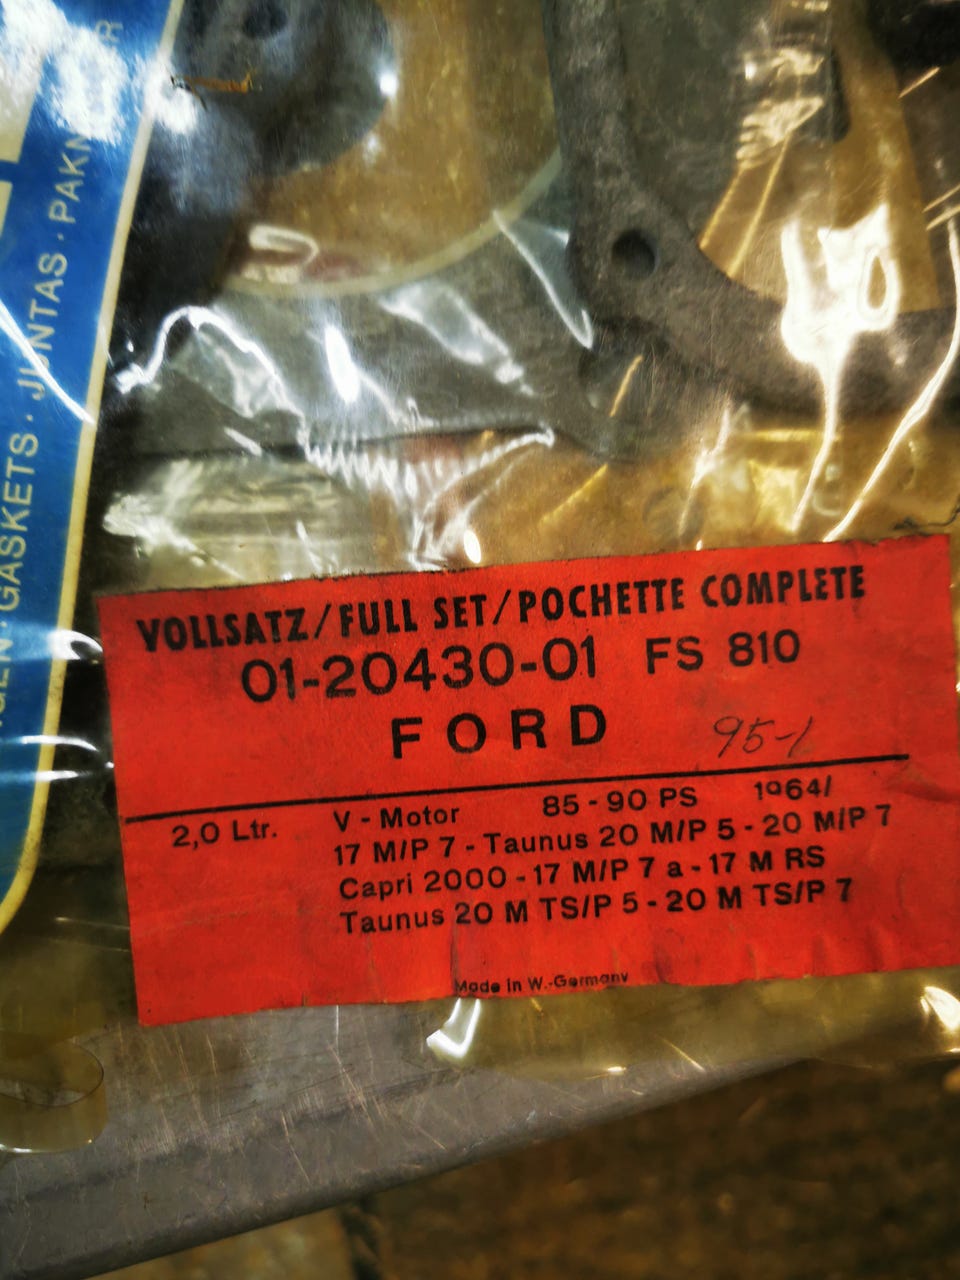 GASKETS · JUNTAS · PAKN
VOLLSATZ/FULL SET/POCHETTE COMPLETE
01-20430-01 FS 810
FORD 95-1
2,0 Ltr. V-Motor 85-90 PS 1964/
17 M/P 7 - Taunus 20 M/P 5 - 20 M/P 7
Capri 2000 - 17 M/P 7 a - 17 M RS
Taunus 20 M TS/P 5 - 20 M TS/P 7
Made in W.-Germany